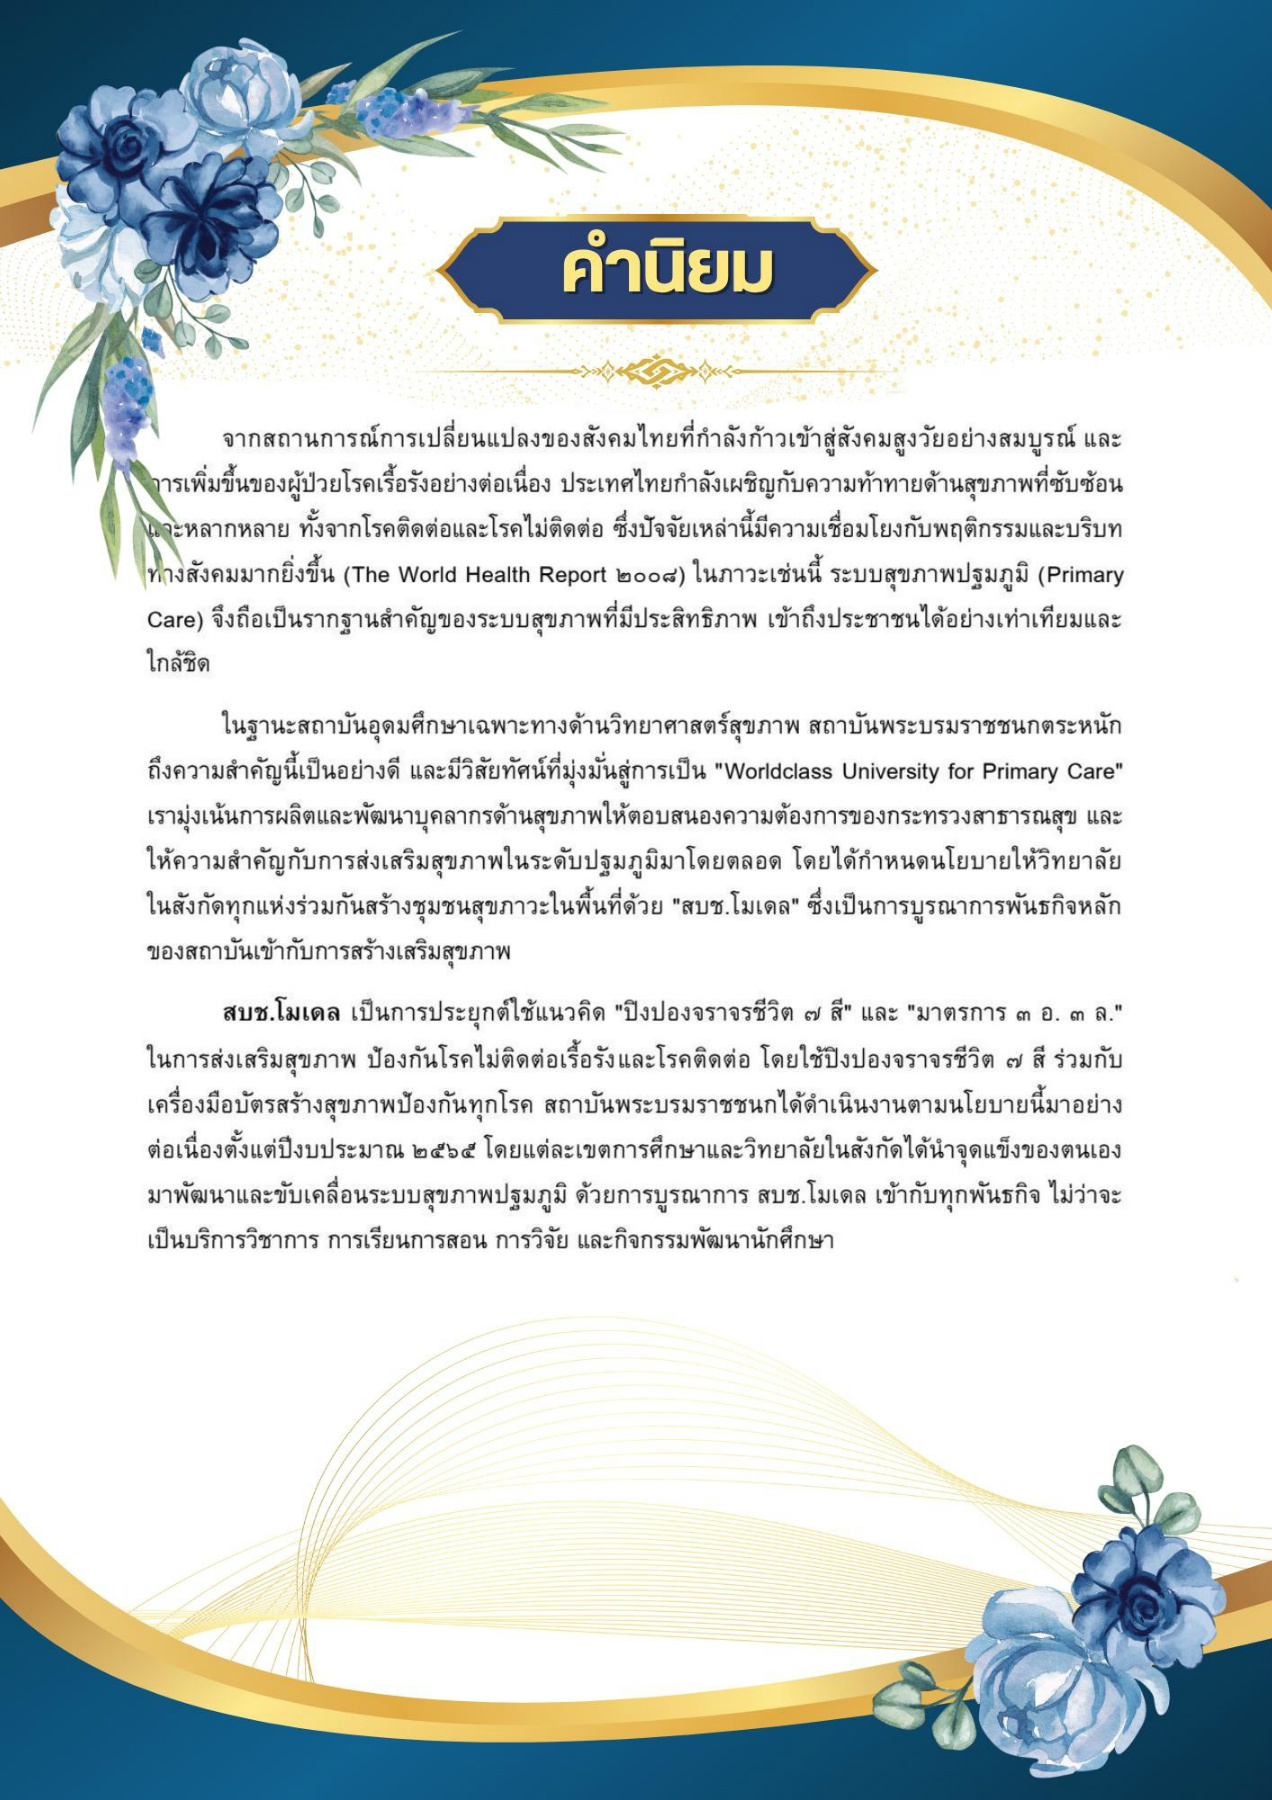 คำนิยม
จากสถานการณ์การเปลี่ยนแปลงของสังคมไทยที่กำลังก้าวเข้าสู่สังคมสูงวัยอย่างสมบูรณ์ และ
การเพิ่มขึ้นของผู้ป่วยโรคเรื้อรังอย่างต่อเนื่อง ประเทศไทยกำลังเผชิญกับความท้าทายด้านสุขภาพที่ซับซ้อน
และหลากหลาย ทั้งจากโรคติดต่อและโรคไม่ติดต่อ ซึ่งปัจจัยเหล่านี้มีความเชื่อมโยงกับพฤติกรรมและบริบท
ทางสังคมมากยิ่งขึ้น (The World Health Report ๒๐๐๘) ในภาวะเช่นนี้ ระบบสุขภาพปฐมภูมิ (Primary
Care) จึงถือเป็นรากฐานสำคัญของระบบสุขภาพที่มีประสิทธิภาพ เข้าถึงประชาชนได้อย่างเท่าเทียมและ
ใกล้ชิด
ในฐานะสถาบันอุดมศึกษาเฉพาะทางด้านวิทยาศาสตร์สุขภาพ สถาบันพระบรมราชชนกตระหนัก
ถึงความสำคัญนี้เป็นอย่างดี และมีวิสัยทัศน์ที่มุ่งมั่นสู่การเป็น "Worldclass University for Primary Care"
เรามุ่งเน้นการผลิตและพัฒนาบุคลากรด้านสุขภาพให้ตอบสนองความต้องการของกระทรวงสาธารณสุข และ
ให้ความสำคัญกับการส่งเสริมสุขภาพในระดับปฐมภูมิมาโดยตลอด โดยได้กำหนดนโยบายให้วิทยาลัย
ในสังกัดทุกแห่งร่วมกันสร้างชุมชนสุขภาวะในพื้นที่ด้วย "สบช.โมเดล" ซึ่งเป็นการบูรณาการพันธกิจหลัก
ของสถาบันเข้ากับการสร้างเสริมสุขภาพ
สบช.โมเดล เป็นการประยุกต์ใช้แนวคิด "ปิงปองจราจรชีวิต ๗ สี" และ "มาตรการ ๓ อ. ๓ ล."
ในการส่งเสริมสุขภาพ ป้องกันโรคไม่ติดต่อเรื้อรังและโรคติดต่อ โดยใช้ปิงปองจราจรชีวิต ๗ สี ร่วมกับ
เครื่องมือบัตรสร้างสุขภาพป้องกันทุกโรค สถาบันพระบรมราชชนกได้ดำเนินงานตามนโยบายนี้มาอย่าง
ต่อเนื่องตั้งแต่ปีงบประมาณ ๒๕๖๕ โดยแต่ละเขตการศึกษาและวิทยาลัยในสังกัดได้นำจุดแข็งของตนเอง
มาพัฒนาและขับเคลื่อนระบบสุขภาพปฐมภูมิ ด้วยการบูรณาการ สบช.โมเดล เข้ากับทุกพันธกิจ ไม่ว่าจะ
เป็นบริการวิชาการ การเรียนการสอน การวิจัย และกิจกรรมพัฒนานักศึกษา